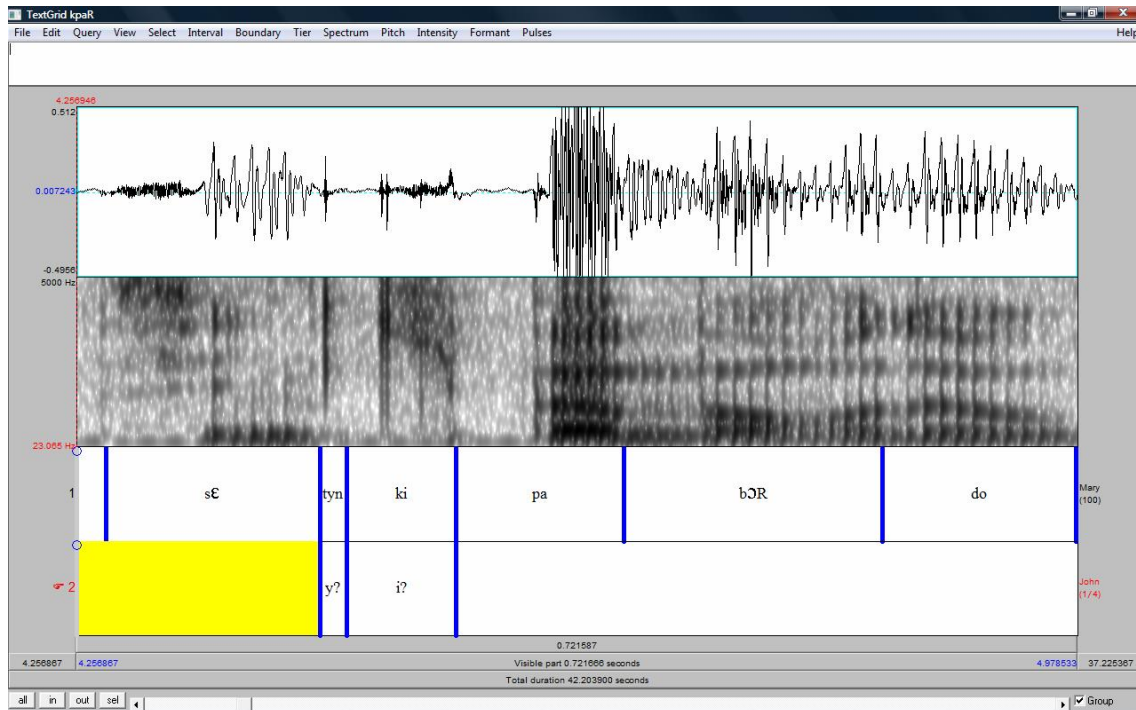 TextGrid kpaR
File Edit Query View Select Interval Boundary Tier Spectrum Pitch Intensity Formant Pulses Help
4.256946
0.512
0.007243
-0.4956
5000 Hz
23.065 Hz
1 sɛ tyn ki pa bɔR do Mary (100)
2 y? i? John (1/4)
0.721587
4.256867 4.256867 Visible part 0.721666 seconds 4.978533 37.225367
Total duration 42.203900 seconds
all in out sel Group